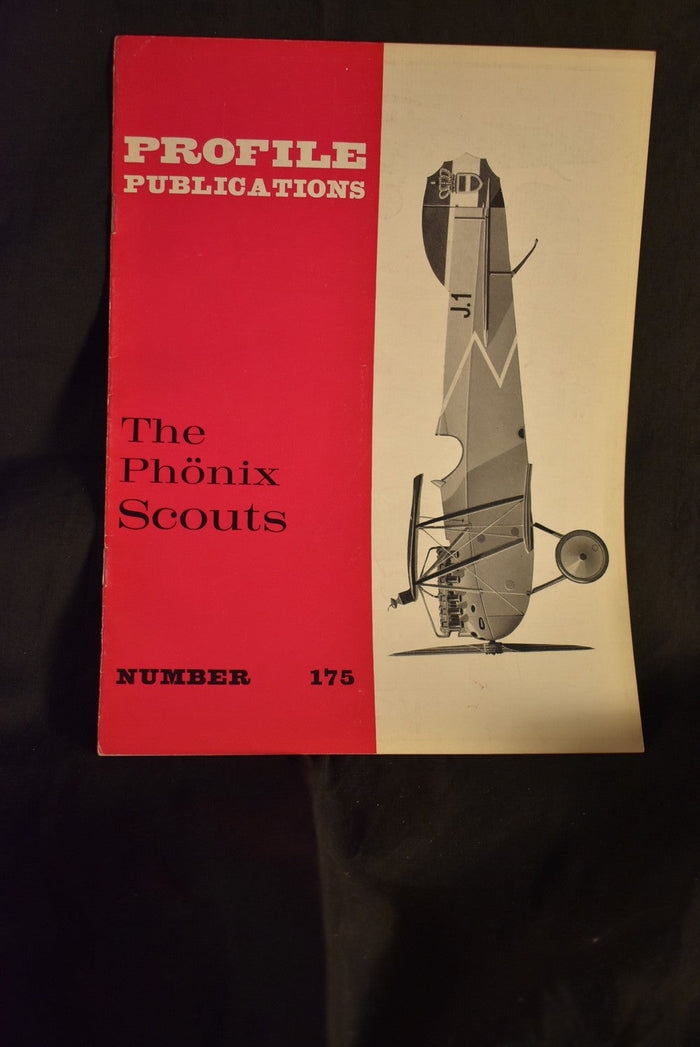 PROFILE
PUBLICATIONS
J.1
The
Phönix
Scouts
NUMBER 175